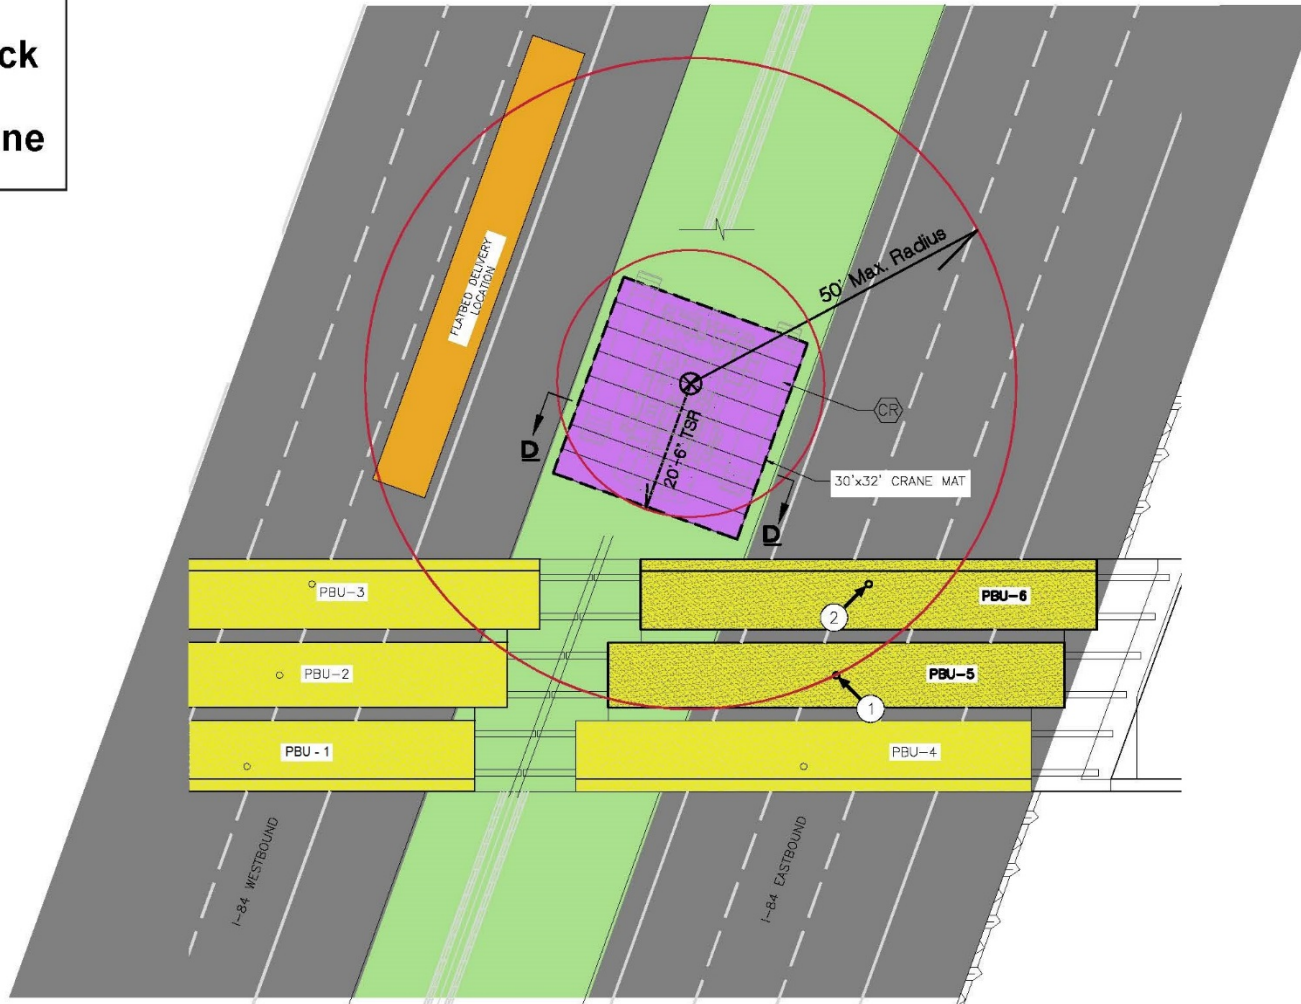 ck
ne
FLATBED DELIVERY
LOCATION
50' Max. Radius
CR
20'-6" TSR
D
30'x32' CRANE MAT
D
PBU-3
PBU-6
2
PBU-2
PBU-5
1
PBU - 1
PBU-4
I-84 WESTBOUND
I-84 EASTBOUND